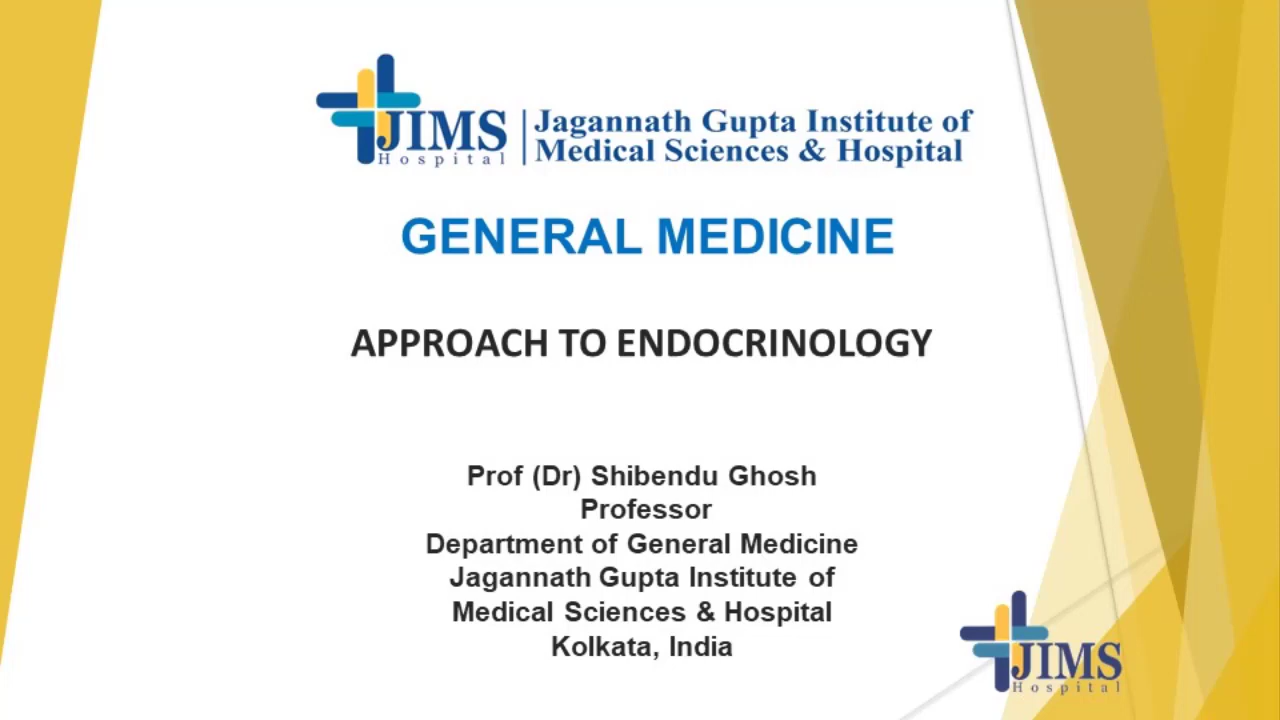 JIMS
Hospital
Jagannath Gupta Institute of
Medical Sciences & Hospital
GENERAL MEDICINE
APPROACH TO ENDOCRINOLOGY
Prof (Dr) Shibendu Ghosh
Professor
Department of General Medicine
Jagannath Gupta Institute of
Medical Sciences & Hospital
Kolkata, India
JIMS
Hospital